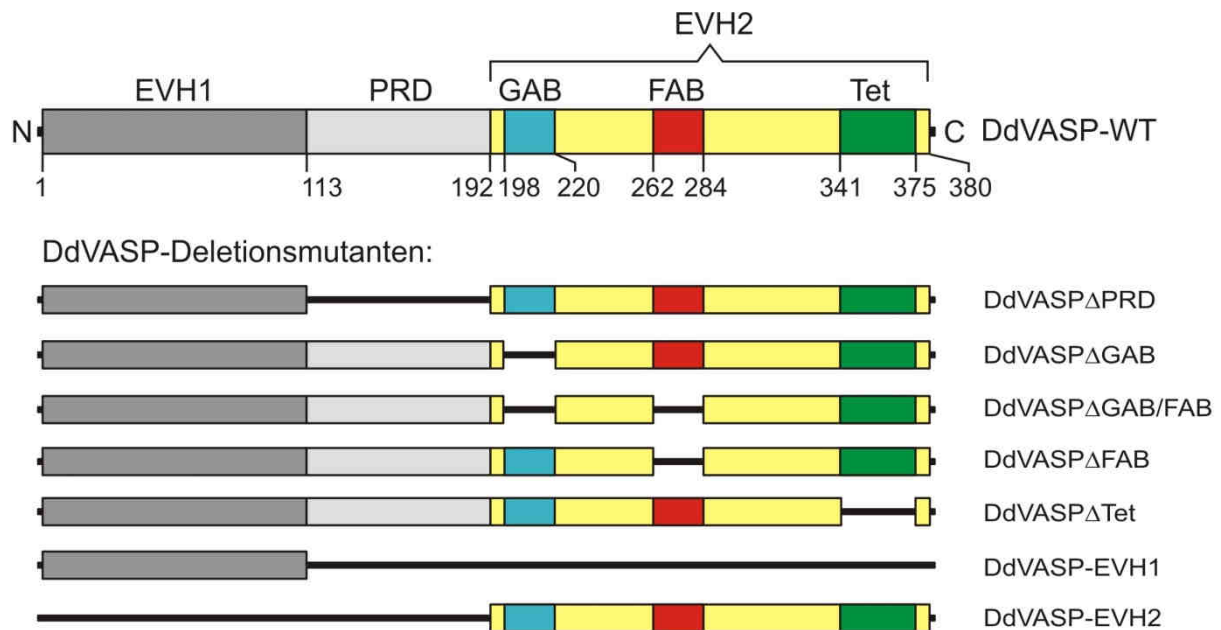 EVH2
EVH1 PRD GAB FAB Tet
N C DdVASP-WT
1 113 192 198 220 262 284 341 375 380
DdVASP-Deletionsmutanten:
DdVASPΔPRD
DdVASPΔGAB
DdVASPΔGAB/FAB
DdVASPΔFAB
DdVASPΔTet
DdVASP-EVH1
DdVASP-EVH2